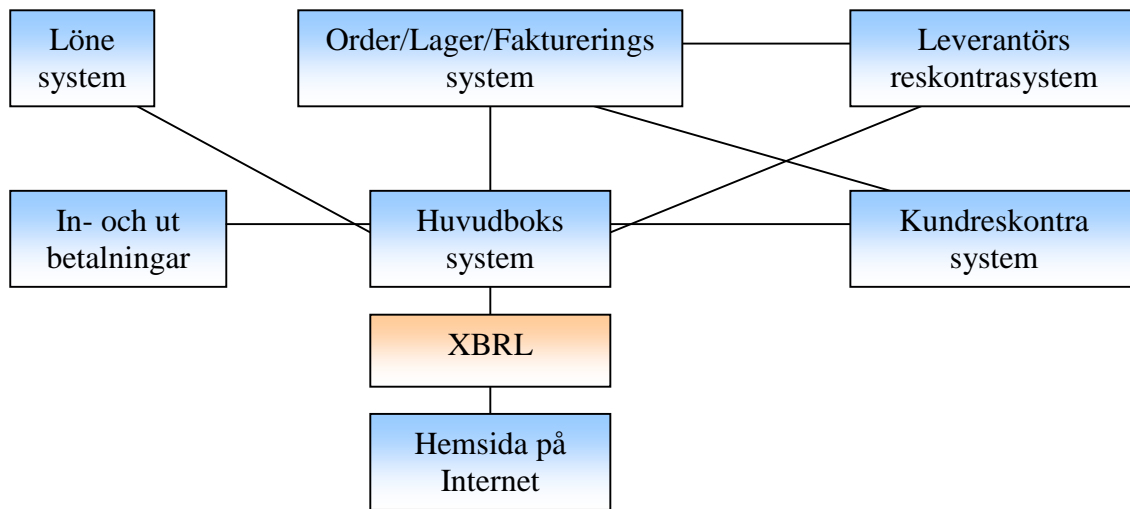 Löne
system
Order/Lager/Fakturerings
system
Leverantörs
reskontrasystem
In- och ut
betalningar
Huvudboks
system
Kundreskontra
system
XBRL
Hemsida på
Internet